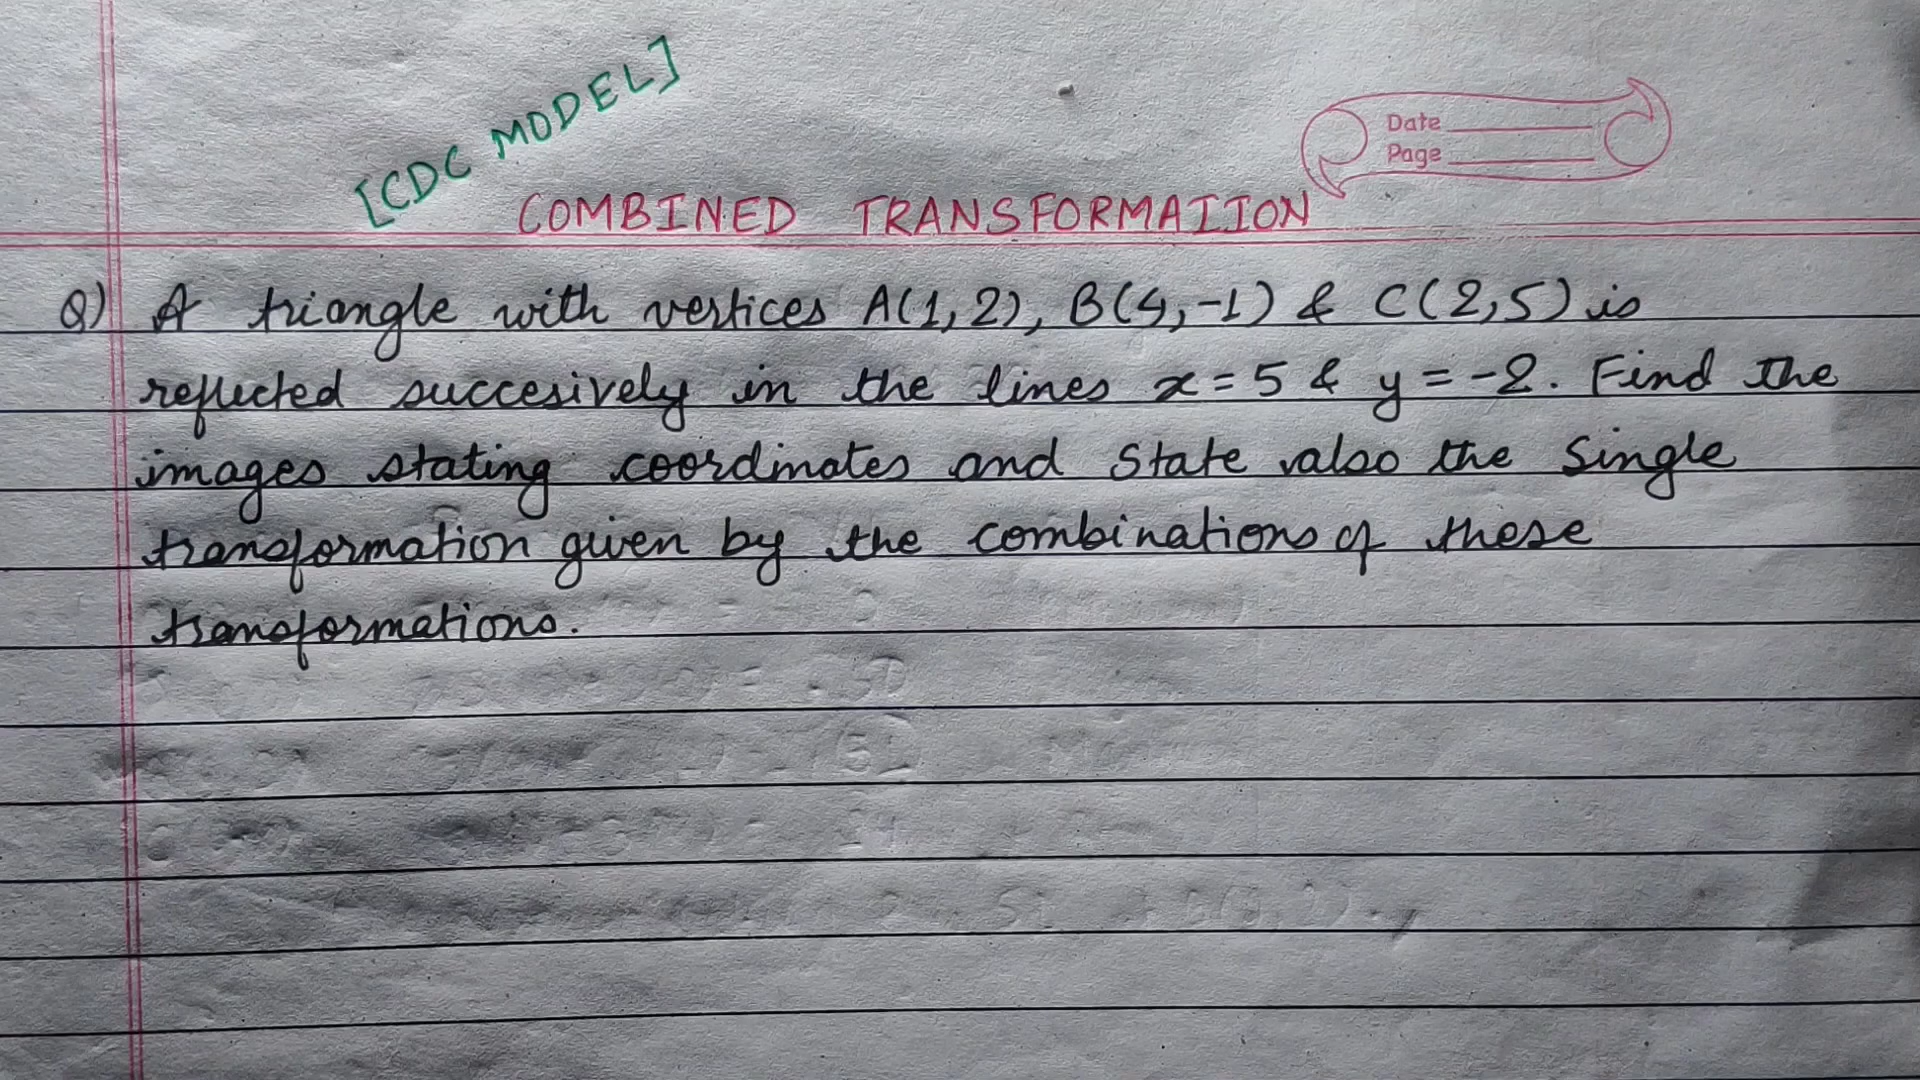 [CDC MODEL]
Date
Page
COMBINED TRANSFORMATION
Q) A triangle with vertices A(1,2), B(4,-1) & C(2,5) is
reflected succesively in the lines x=5 & y=-2. Find the
images stating coordinates and State also the Single
transformation given by the combinations of these
transformations.